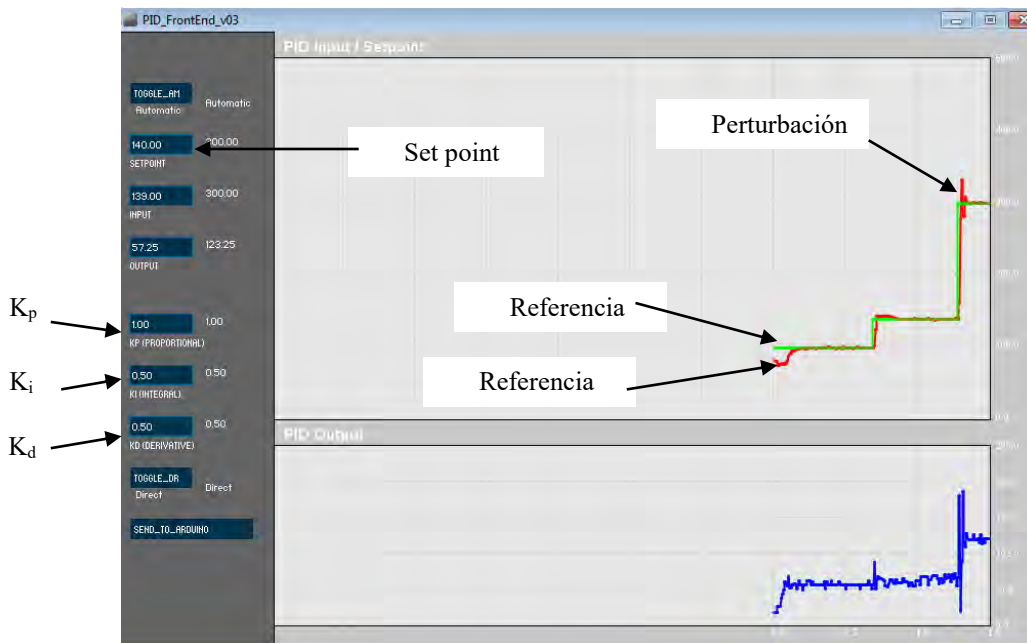 PID_FrontEnd_v03
PID Input / Setpoint
TOGGLE_AM
Automatic
Automatic
140.00
SETPOINT
139.00
300.00
INPUT
57.25
123.25
OUTPUT
1.00
1.00
KP (PROPORTIONAL)
0.50
0.50
KI (INTEGRAL)
0.50
0.50
KD (DERIVATIVE)
TOGGLE_DR
Direct
Direct
SEND_TO_ARDUINO
Kp
Ki
Kd
Set point
Perturbación
Referencia
Referencia
PID Output